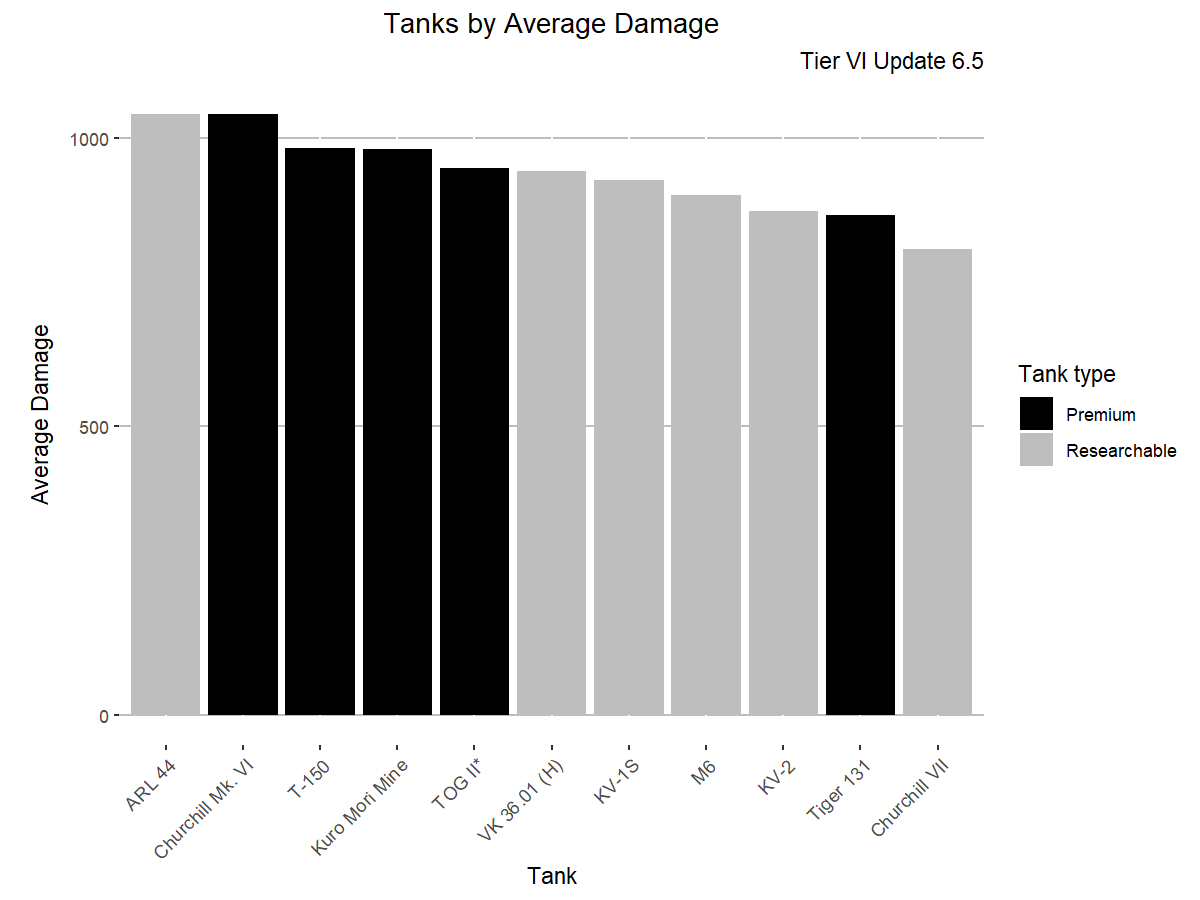 Tanks by Average Damage
Tier VI Update 6.5
Average Damage
1000
500
0
ARL 44
Churchill Mk. VI
T-150
Kuro Mori Mine
TOG II*
VK 36.01 (H)
KV-1S
M6
KV-2
Tiger 131
Churchill VII
Tank
Tank type
Premium
Researchable